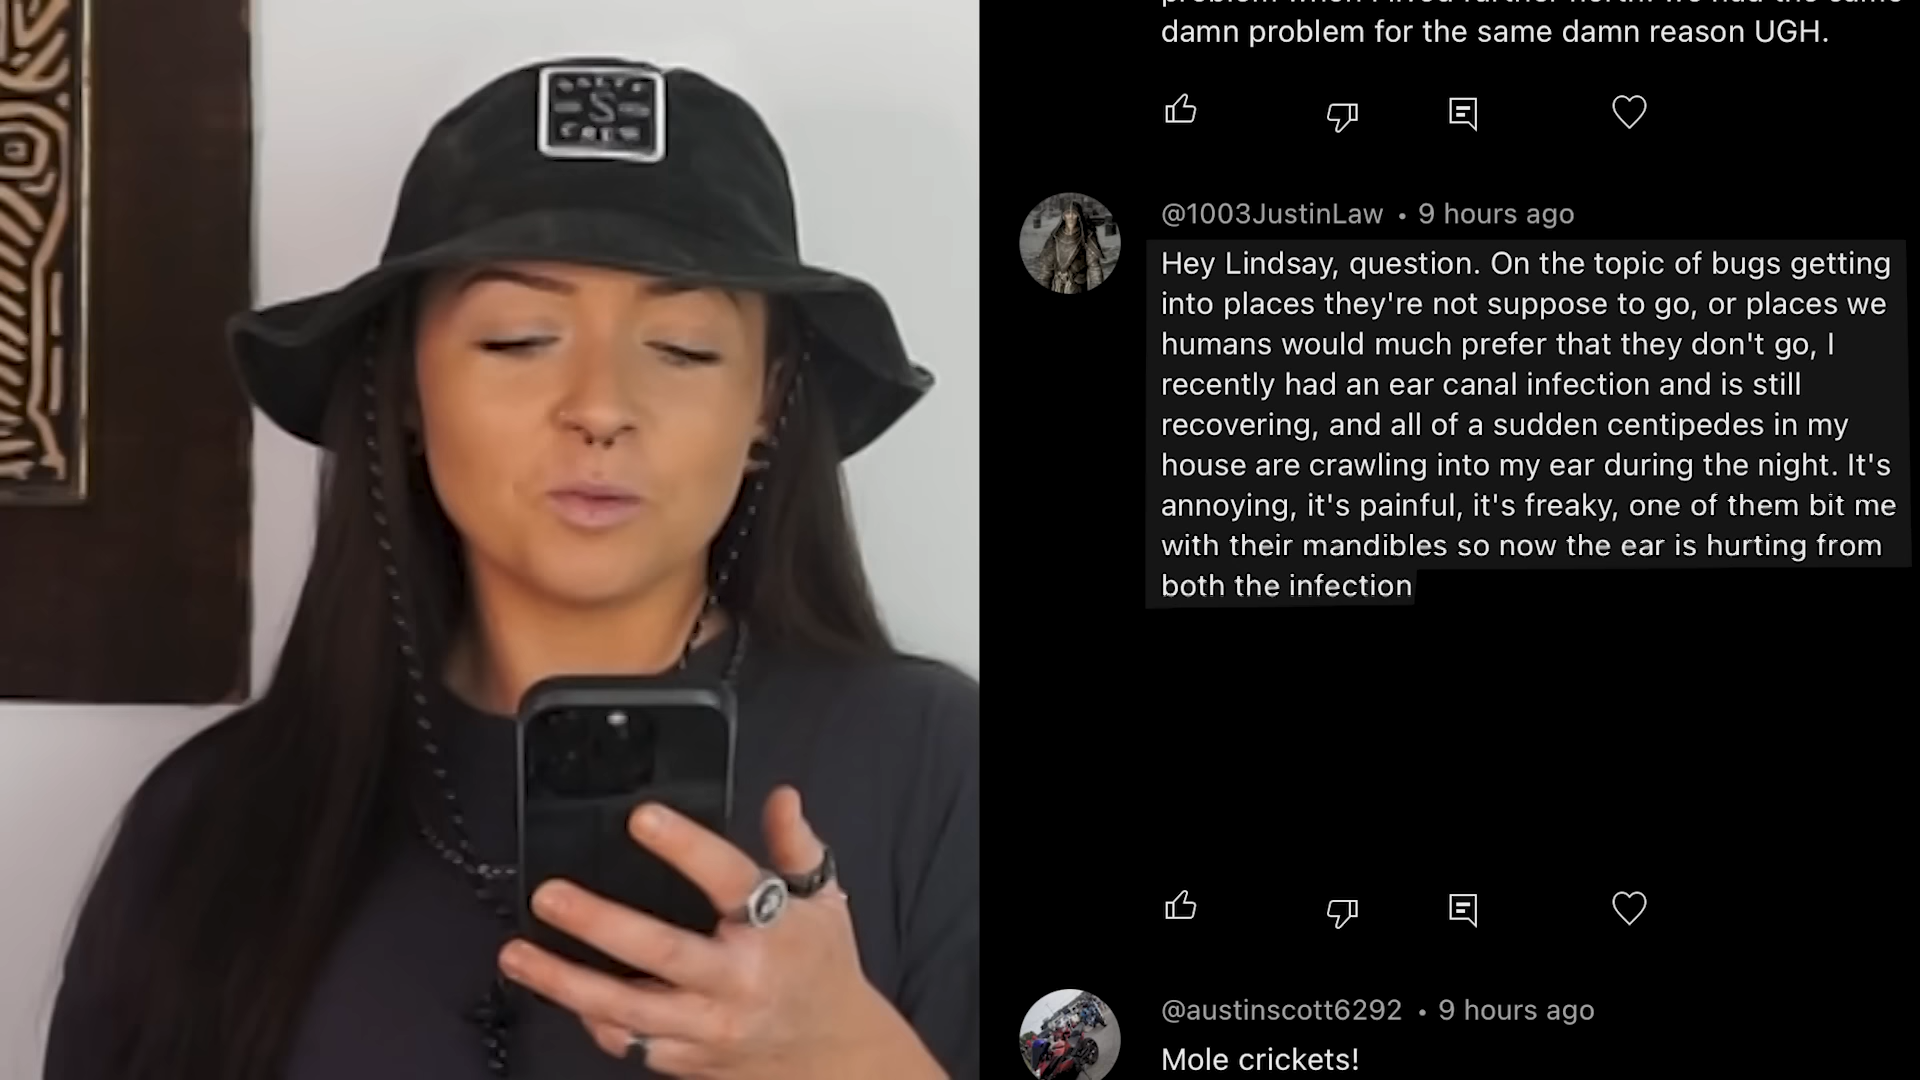 SALTY
S
CREW
damn problem for the same damn reason UGH.
@1003JustinLaw • 9 hours ago
Hey Lindsay, question. On the topic of bugs getting
into places they're not suppose to go, or places we
humans would much prefer that they don't go, I
recently had an ear canal infection and is still
recovering, and all of a sudden centipedes in my
house are crawling into my ear during the night. It's
annoying, it's painful, it's freaky, one of them bit me
with their mandibles so now the ear is hurting from
both the infection
@austinscott6292 • 9 hours ago
Mole crickets!